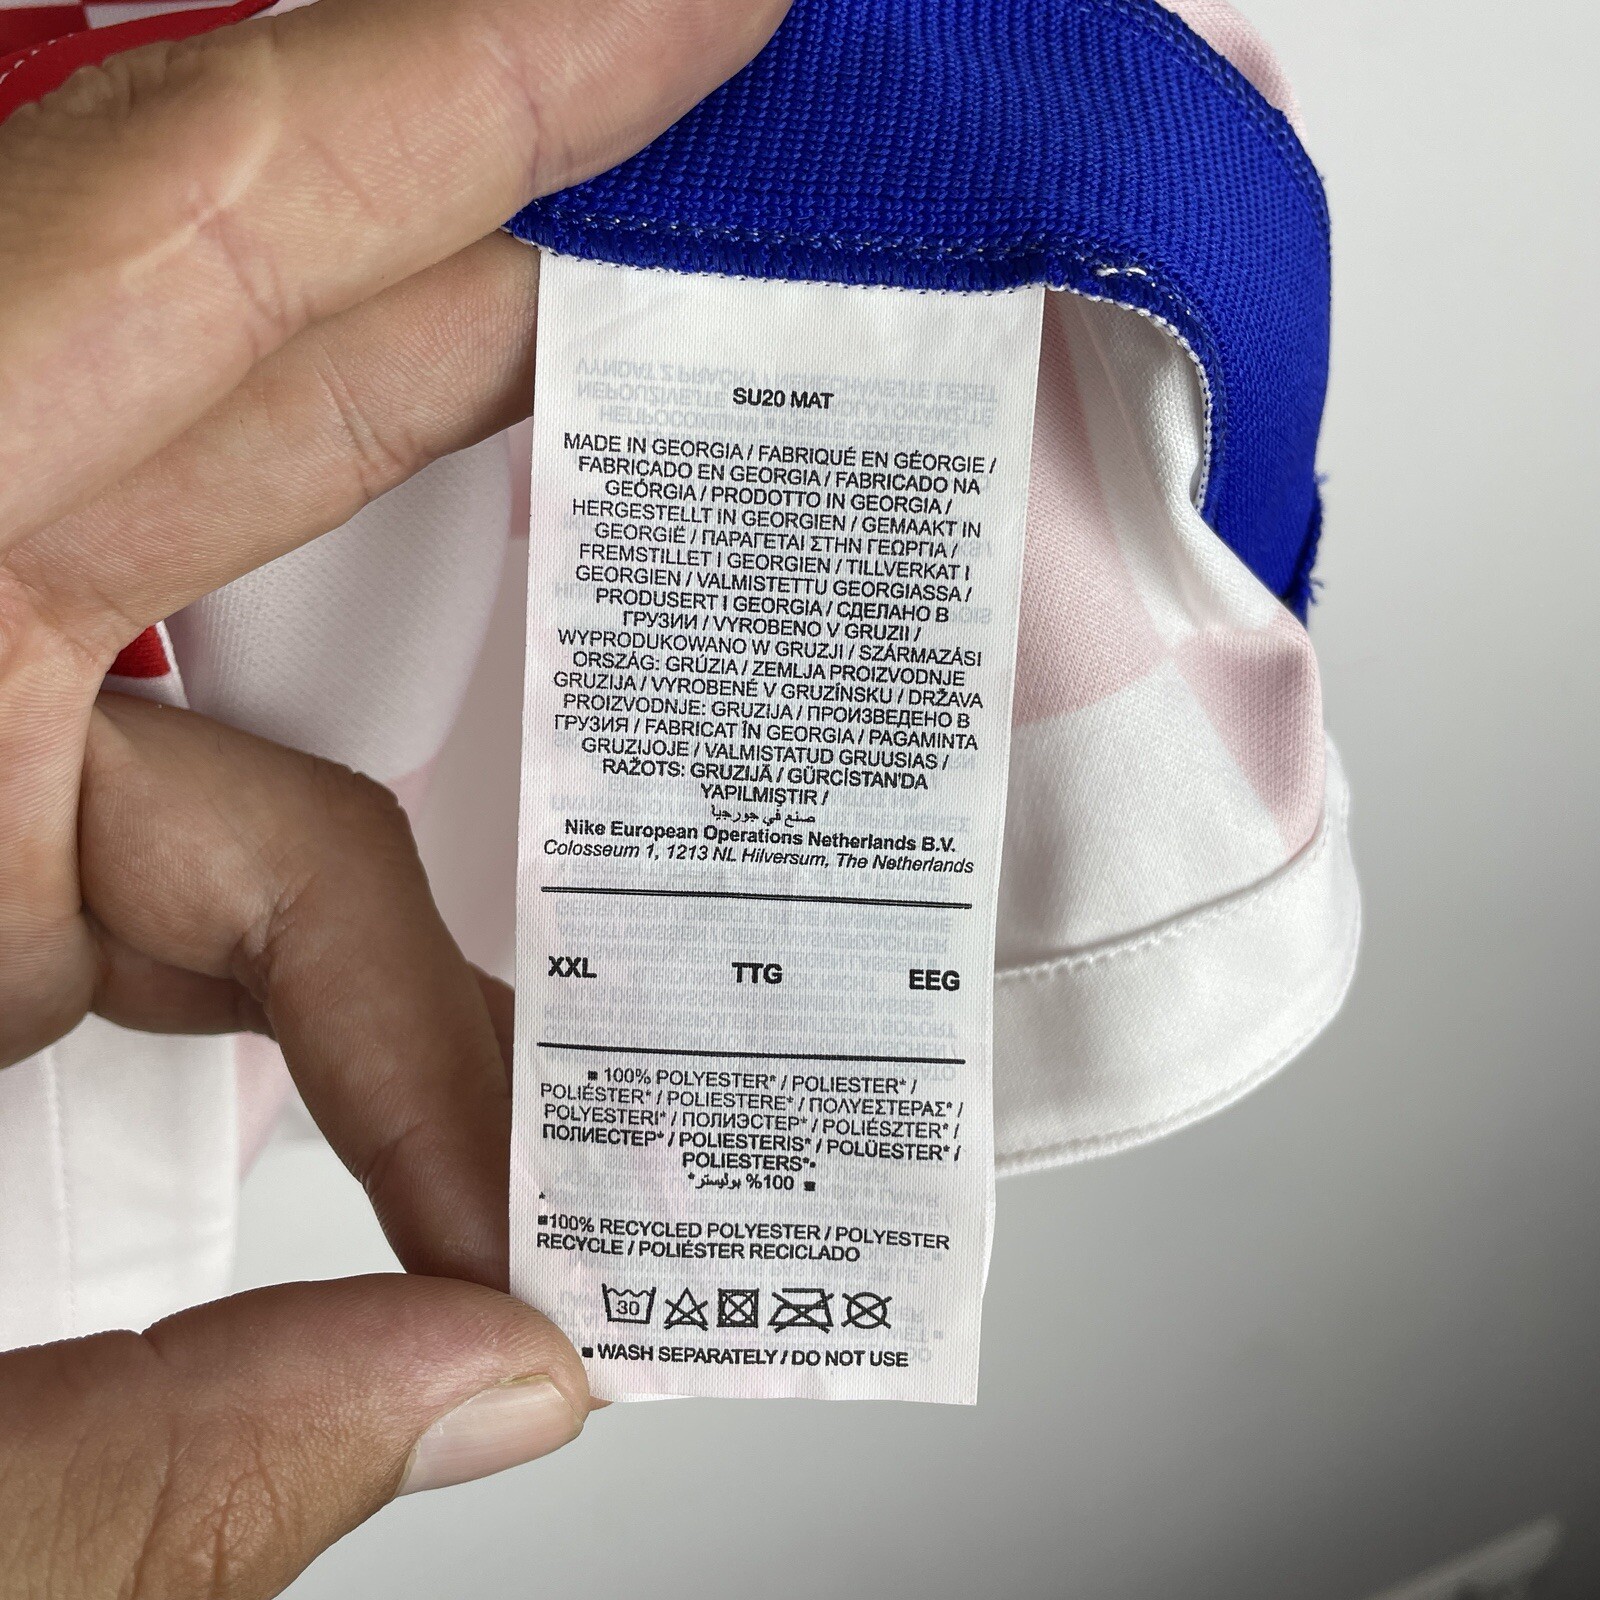 SU20 MAT
MADE IN GEORGIA / FABRIQUÉ EN GÉORGIE /
FABRICADO EN GEORGIA / FABRICADO NA
GEÓRGIA / PRODOTTO IN GEORGIA /
HERGESTELLT IN GEORGIEN / GEMAAKT IN
GEORGIË / ΠΑΡΑΓΕΤΑΙ ΣΤΗΝ ΓΕΩΡΓΙΑ /
FREMSTILLET I GEORGIEN / TILLVERKAT I
GEORGIEN / VALMISTETTU GEORGIASSA /
PRODUSERT I GEORGIA / СДЕЛАНО В
ГРУЗИИ / VYROBENO V GRUZII /
WYPRODUKOWANO W GRUZJI / SZÁRMAZÁSI
ORSZÁG: GRÚZIA / ZEMLJA PROIZVODNJE
GRUZIJA / VYROBENÉ V GRUZÍNSKU / DRŽAVA
PROIZVODNJE: GRUZIJA / ПРОИЗВЕДЕНО В
ГРУЗИЯ / FABRICAT ÎN GEORGIA / PAGAMINTA
GRUZIJOJE / VALMISTATUD GRUUSIAS /
RAŽOTS: GRUZIJĀ / GÜRCİSTAN'DA
YAPILMIŞTIR /
صنع في جورجيا
Nike European Operations Netherlands B.V.
Colosseum 1, 1213 NL Hilversum, The Netherlands
XXL TTG EEG
■ 100% POLYESTER* / POLIESTER* /
POLIÉSTER* / POLIESTERE* / ΠΟΛΥΕΣΤΕΡΑΣ* /
POLYESTERI* / ПОЛИЭСТЕР* / POLIÉSZTER* /
ПОЛИЕСТЕР* / POLIESTERIS* / POLÜESTER* /
POLIESTERS*
■ 100% بوليستر*
*
■100% RECYCLED POLYESTER / POLYESTER
RECYCLE / POLIÉSTER RECICLADO
30
■ WASH SEPARATELY / DO NOT USE